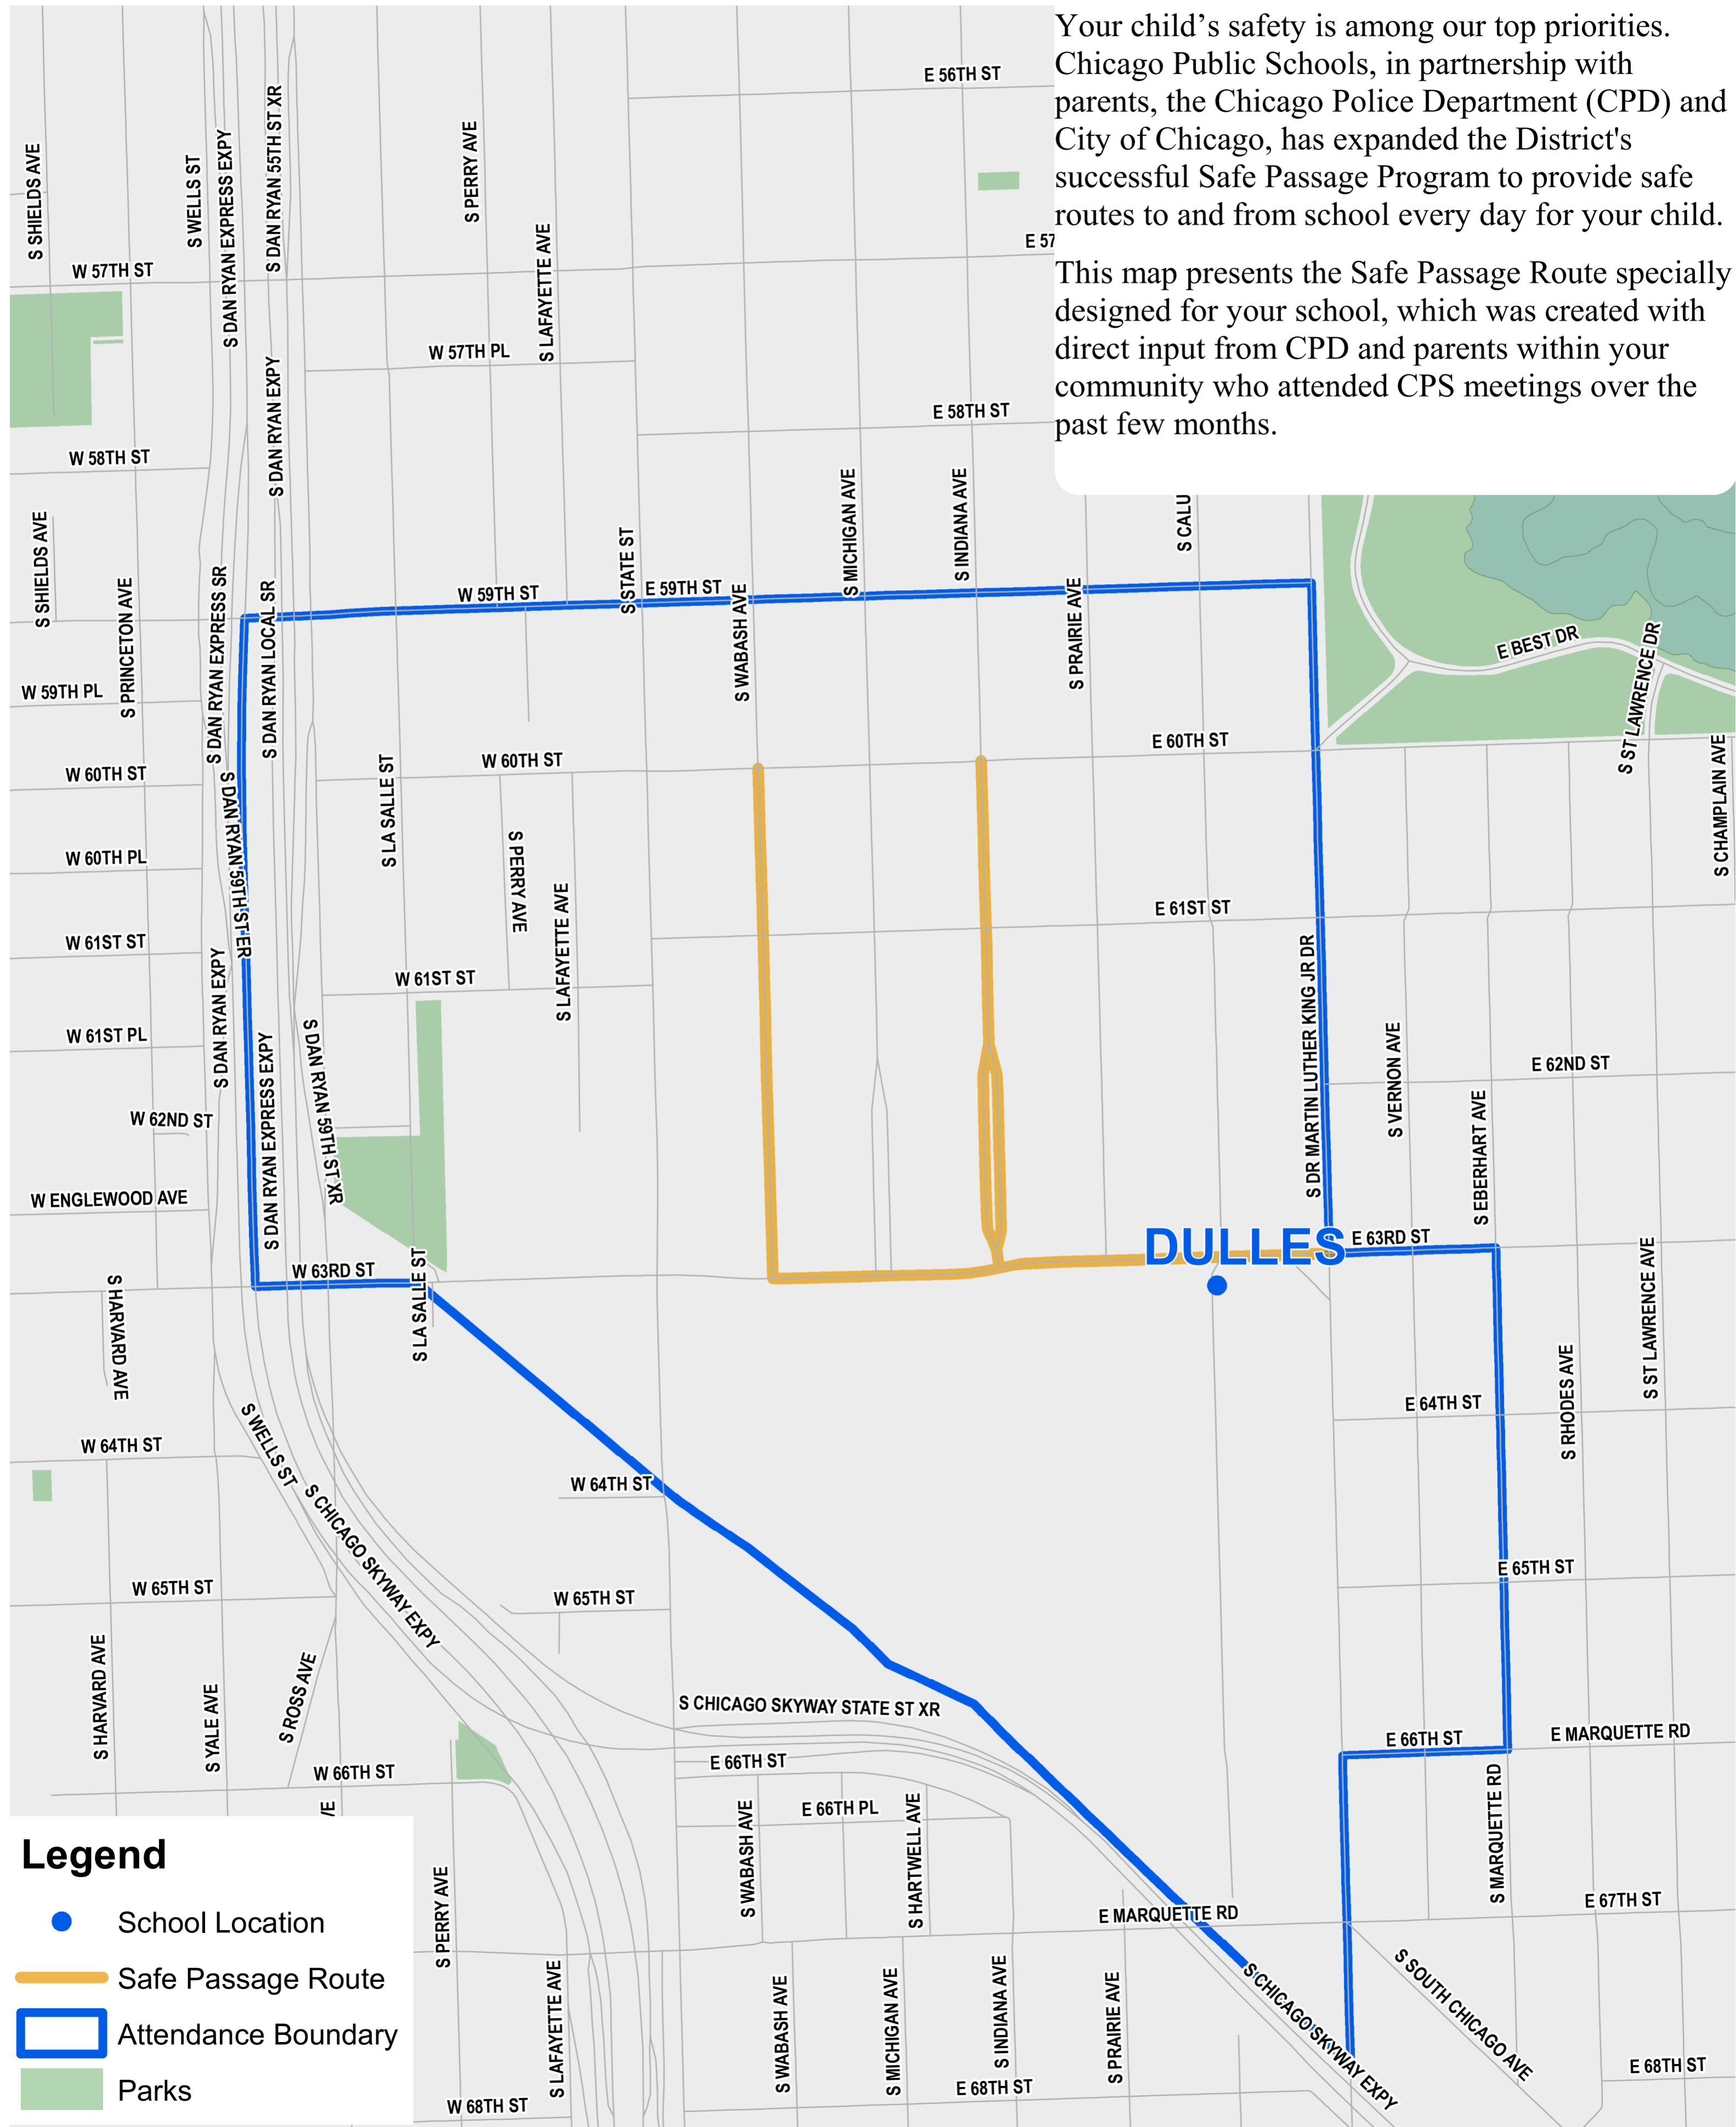 Your child’s safety is among our top priorities.
Chicago Public Schools, in partnership with
parents, the Chicago Police Department (CPD) and
City of Chicago, has expanded the District's
successful Safe Passage Program to provide safe
routes to and from school every day for your child.
This map presents the Safe Passage Route specially
designed for your school, which was created with
direct input from CPD and parents within your
community who attended CPS meetings over the
past few months.
E 56TH ST
S SHIELDS AVE
S WELLS ST
S DAN RYAN EXPRESS EXPY
S DAN RYAN 55TH ST XR
S PERRY AVE
S LAFAYETTE AVE
E 57
W 57TH ST
W 57TH PL
S DAN RYAN EXPY
E 58TH ST
W 58TH ST
S SHIELDS AVE
S PRINCETON AVE
S DAN RYAN EXPRESS SR
S DAN RYAN LOCAL SR
W 59TH ST
S STATE ST
E 59TH ST
S WABASH AVE
S MICHIGAN AVE
S INDIANA AVE
S PRAIRIE AVE
S CALU
E BEST DR
S ST LAWRENCE DR
W 59TH PL
W 60TH ST
S DAN RYAN 59TH ST ER
S LA SALLE ST
W 60TH ST
E 60TH ST
S CHAMPLAIN AVE
W 60TH PL
S PERRY AVE
S LAFAYETTE AVE
E 61ST ST
W 61ST ST
W 61ST ST
S DAN RYAN EXPY
S DR MARTIN LUTHER KING JR DR
W 61ST PL
S DAN RYAN EXPRESS EXPY
S DAN RYAN 59TH ST XR
S VERNON AVE
E 62ND ST
W 62ND ST
S EBERHART AVE
W ENGLEWOOD AVE
DULLES
E 63RD ST
W 63RD ST
S LA SALLE ST
S HARVARD AVE
S ST LAWRENCE AVE
S RHODES AVE
E 64TH ST
W 64TH ST
S WELLS ST
S CHICAGO SKYWAY EXPY
W 64TH ST
E 65TH ST
W 65TH ST
W 65TH ST
S HARVARD AVE
S YALE AVE
S ROSS AVE
S CHICAGO SKYWAY STATE ST XR
E 66TH ST
E MARQUETTE RD
E 66TH ST
W 66TH ST
VE
E 66TH PL
S WABASH AVE
S HARTWELL AVE
S MARQUETTE RD
S PERRY AVE
E 67TH ST
E MARQUETTE RD
S LAFAYETTE AVE
S WABASH AVE
S MICHIGAN AVE
S INDIANA AVE
S PRAIRIE AVE
S CHICAGO SKYWAY EXPY
S SOUTH CHICAGO AVE
E 68TH ST
E 68TH ST
W 68TH ST
Legend
School Location
Safe Passage Route
Attendance Boundary
Parks